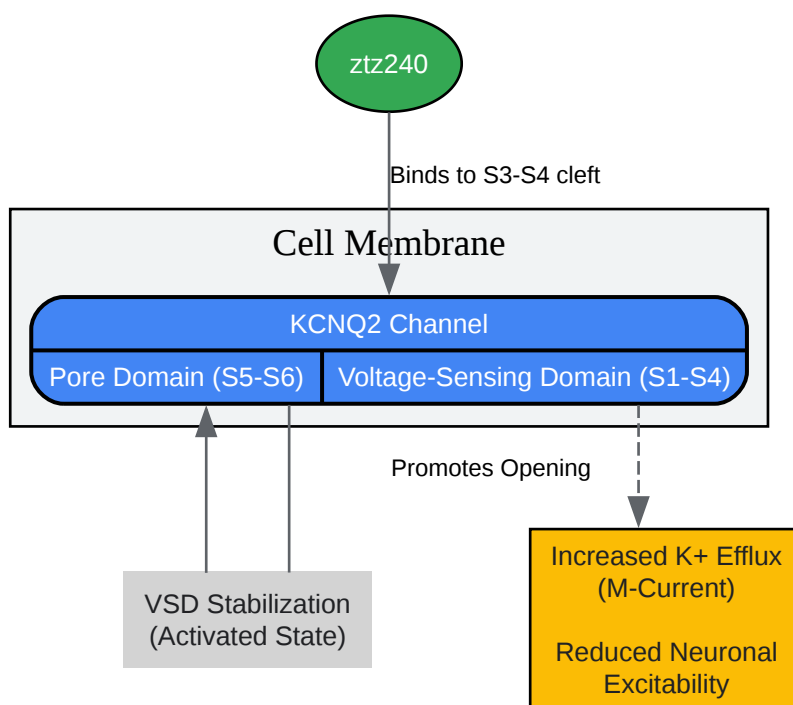 ztz240
Binds to S3-S4 cleft
Cell Membrane
KCNQ2 Channel
Pore Domain (S5-S6)
Voltage-Sensing Domain (S1-S4)
Promotes Opening
VSD Stabilization
(Activated State)
Increased K+ Efflux
(M-Current)
Reduced Neuronal
Excitability